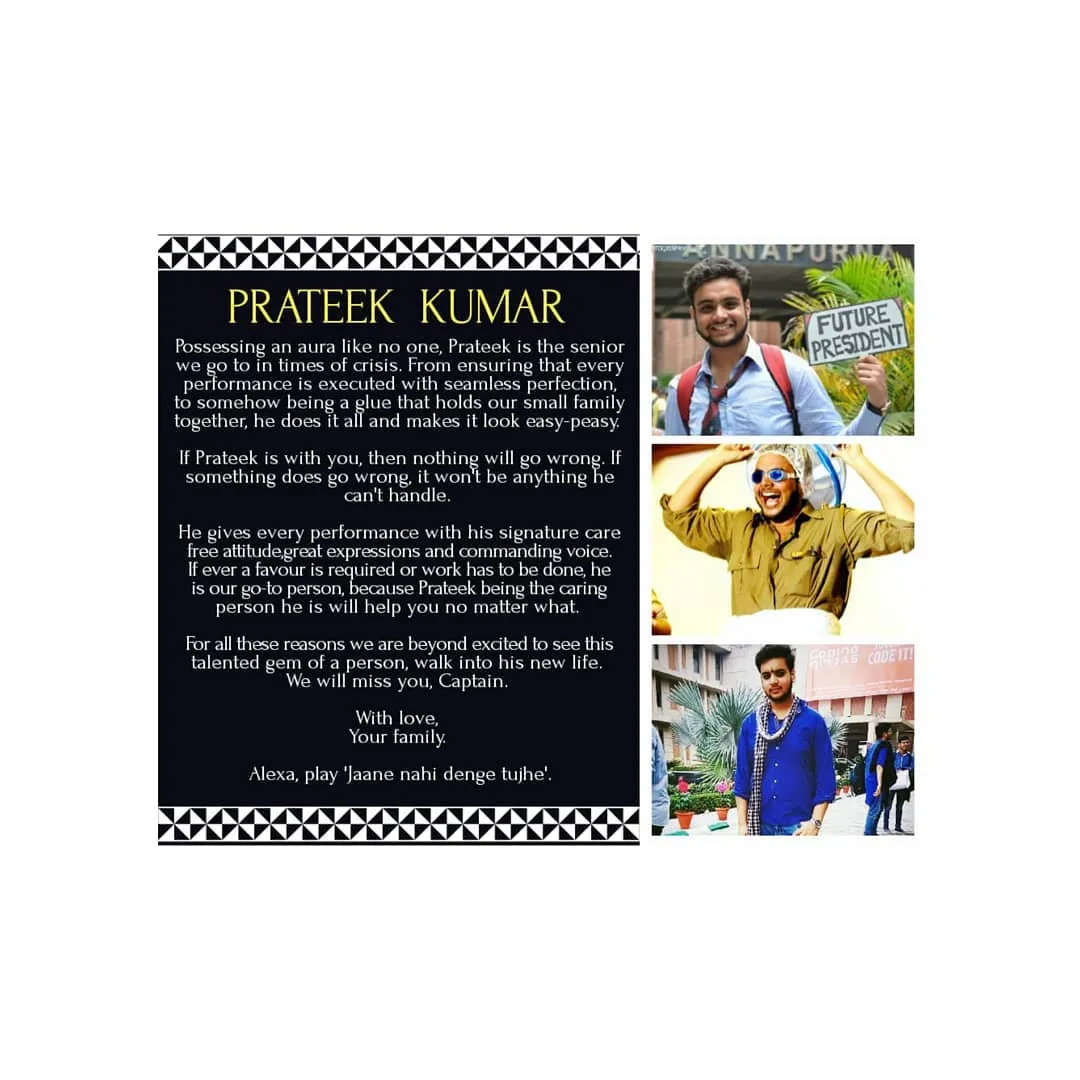 PRATEEK KUMAR
Possessing an aura like no one, Prateek is the senior
we go to in times of crisis. From ensuring that every
performance is executed with seamless perfection,
to somehow being a glue that holds our small family
together, he does it all and makes it look easy-peasy.
If Prateek is with you, then nothing will go wrong. If
something does go wrong, it won't be anything he
can't handle.
He gives every performance with his signature care
free attitude,great expressions and commanding voice.
If ever a favour is required or work has to be done, he
is our go-to person, because Prateek being the caring
person he is will help you no matter what.
For all these reasons we are beyond excited to see this
talented gem of a person, walk into his new life.
We will miss you, Captain.
With love,
Your family.
Alexa, play 'Jaane nahi denge tujhe'.
ANNAPURNA
FUTURE
PRESIDENT
CODE IT!